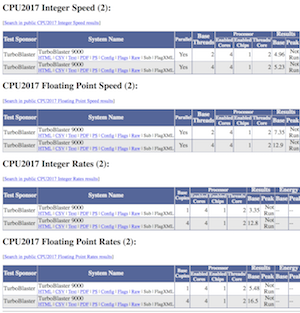 CPU2017 Integer Speed (2):
[Search in public CPU2017 Integer Speed results]
Test Sponsor System Name Parallel Base Threads Processor Results
Enabled Cores Enabled Chips Threads/Core Base Peak
TurboBlaster TurboBlaster 9000 Yes 2 4 1 2 4.96 Not Run
HTML | CSV | Text | PDF | PS | Config | Flags | Raw | Sub | FlagXML
TurboBlaster TurboBlaster 9000 Yes 4 4 1 2 5.23 Not Run
HTML | CSV | Text | PDF | PS | Config | Flags | Raw | Sub | FlagXML
CPU2017 Floating Point Speed (2):
[Search in public CPU2017 Floating Point Speed results]
Test Sponsor System Name Parallel Base Threads Processor Results
Enabled Cores Enabled Chips Threads/Core Base Peak
TurboBlaster TurboBlaster 9000 Yes 2 4 1 2 7.35 Not Run
HTML | CSV | Text | PDF | PS | Config | Flags | Raw | Sub | FlagXML
TurboBlaster TurboBlaster 9000 Yes 4 4 1 2 12.9 Not Run
HTML | CSV | Text | PDF | PS | Config | Flags | Raw | Sub | FlagXML
CPU2017 Integer Rates (2):
[Search in public CPU2017 Integer Rates results]
Test Sponsor System Name Base Copies Processor Results Energy
Enabled Cores Enabled Chips Threads/Core Base Peak Base Peak
TurboBlaster TurboBlaster 9000 1 4 1 2 3.35 Not Run --
HTML | CSV | Text | PDF | PS | Config | Flags | Raw | Sub | FlagXML
TurboBlaster TurboBlaster 9000 4 4 1 2 12.8 Not Run --
HTML | CSV | Text | PDF | PS | Config | Flags | Raw | Sub | FlagXML
CPU2017 Floating Point Rates (2):
[Search in public CPU2017 Floating Point Rates results]
Test Sponsor System Name Base Copies Processor Results Energy
Enabled Cores Enabled Chips Threads/Core Base Peak Base Peak
TurboBlaster TurboBlaster 9000 1 4 1 2 5.48 Not Run --
HTML | CSV | Text | PDF | PS | Config | Flags | Raw | Sub | FlagXML
TurboBlaster TurboBlaster 9000 4 4 1 2 16.5 Not Run --
HTML | CSV | Text | PDF | PS | Config | Flags | Raw | Sub | FlagXML